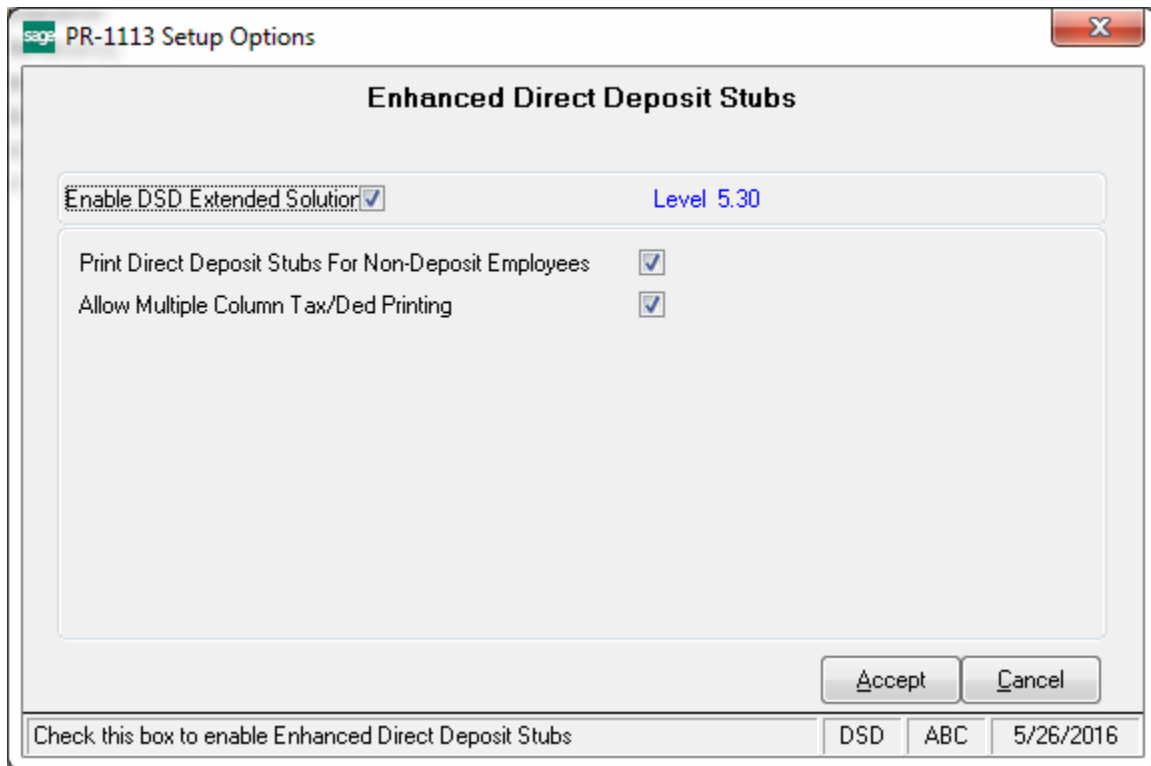 sage PR-1113 Setup Options
Enhanced Direct Deposit Stubs
Enable DSD Extended Solution Level 5.30
Print Direct Deposit Stubs For Non-Deposit Employees
Allow Multiple Column Tax/Ded Printing
Accept Cancel
Check this box to enable Enhanced Direct Deposit Stubs DSD ABC 5/26/2016